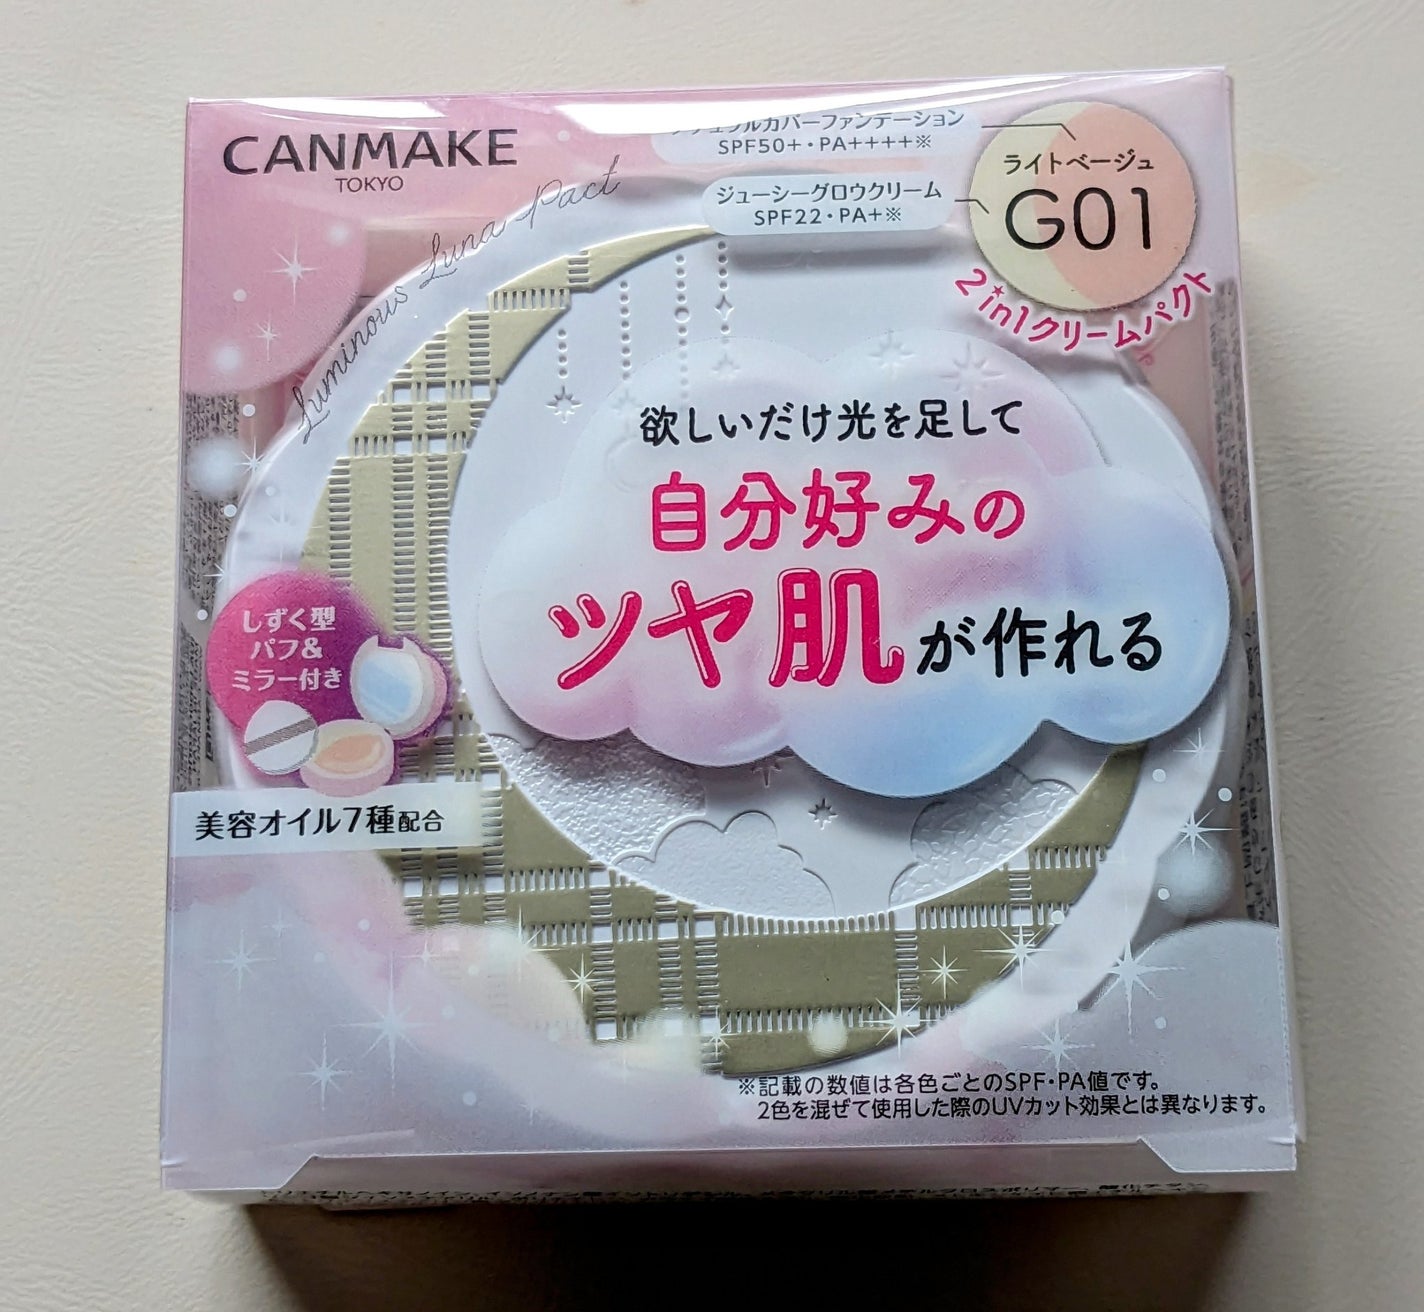 CANMAKE
TOKYO
Luminous Luna Pact
ナチュラルカバーファンデーション
SPF50+・PA++++※
ジューシーグロウクリーム
SPF22・PA+※
ライトベージュ
G01
2in1クリームパクト
欲しいだけ光を足して
自分好みの
ツヤ肌が作れる
しずく型
パフ&
ミラー付き
美容オイル7種配合
※記載の数値は各色ごとのSPF・PA値です。
2色を混ぜて使用した際のUVカット効果とは異なります。